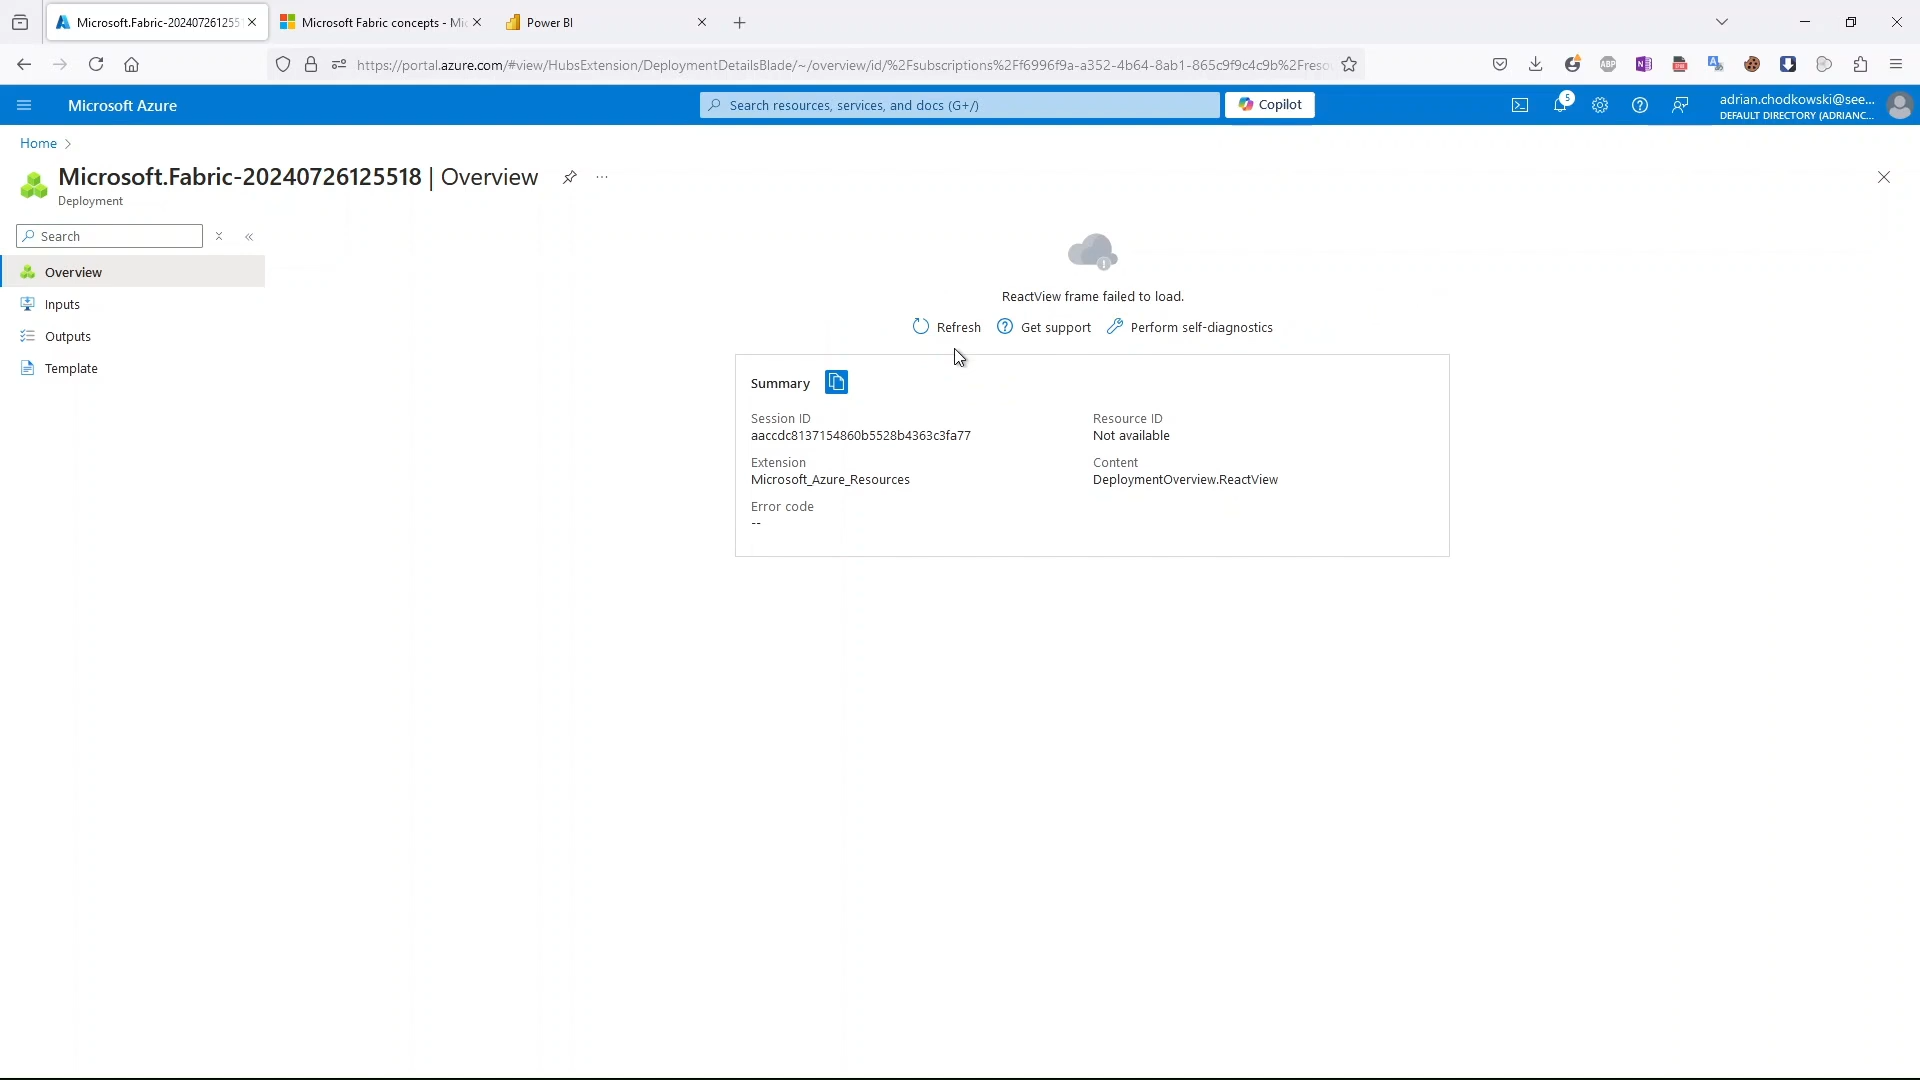 Microsoft.Fabric-2024072612551
Microsoft Fabric concepts - Mi
Power BI
https://portal.azure.com/#view/HubsExtension/DeploymentDetailsBlade/~/overview/id/%2Fsubscriptions%2Ff6996f9a-a352-4b64-8ab1-865c9f9c4c9b%2Freso
Microsoft Azure
Search resources, services, and docs (G+/)
Copilot
5
adrian.chodkowski@see...
DEFAULT DIRECTORY (ADRIANC...
Home
Microsoft.Fabric-20240726125518 | Overview
Deployment
Search
Overview
Inputs
Outputs
Template
ReactView frame failed to load.
Refresh
Get support
Perform self-diagnostics
Summary
Session ID
aaccdc8137154860b5528b4363c3fa77
Resource ID
Not available
Extension
Microsoft_Azure_Resources
Content
DeploymentOverview.ReactView
Error code
--